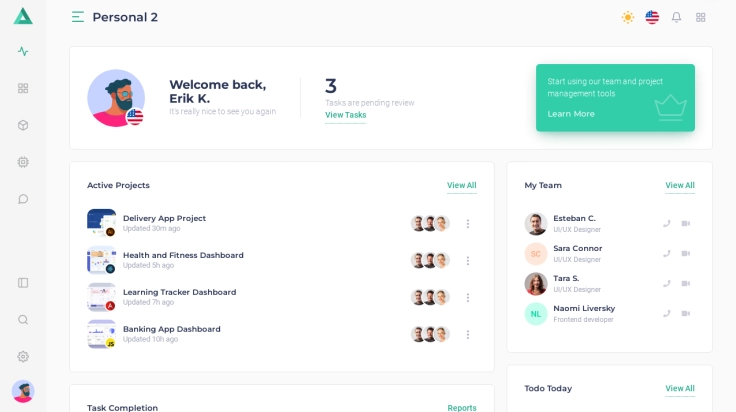 Personal 2
Welcome back,
Erik K.
It's really nice to see you again
3
Tasks are pending review
View Tasks
Start using our team and project
management tools
Learn More
Active Projects
View All
Delivery App Project
Updated 30m ago
Health and Fitness Dashboard
Updated 5h ago
Learning Tracker Dashboard
Updated 7h ago
Banking App Dashboard
Updated 10h ago
JS
My Team
View All
Esteban C.
UI/UX Designer
SC
Sara Connor
UI/UX Designer
Tara S.
UI/UX Designer
NL
Naomi Liversky
Frontend developer
Task Completion
Reports
Todo Today
View All